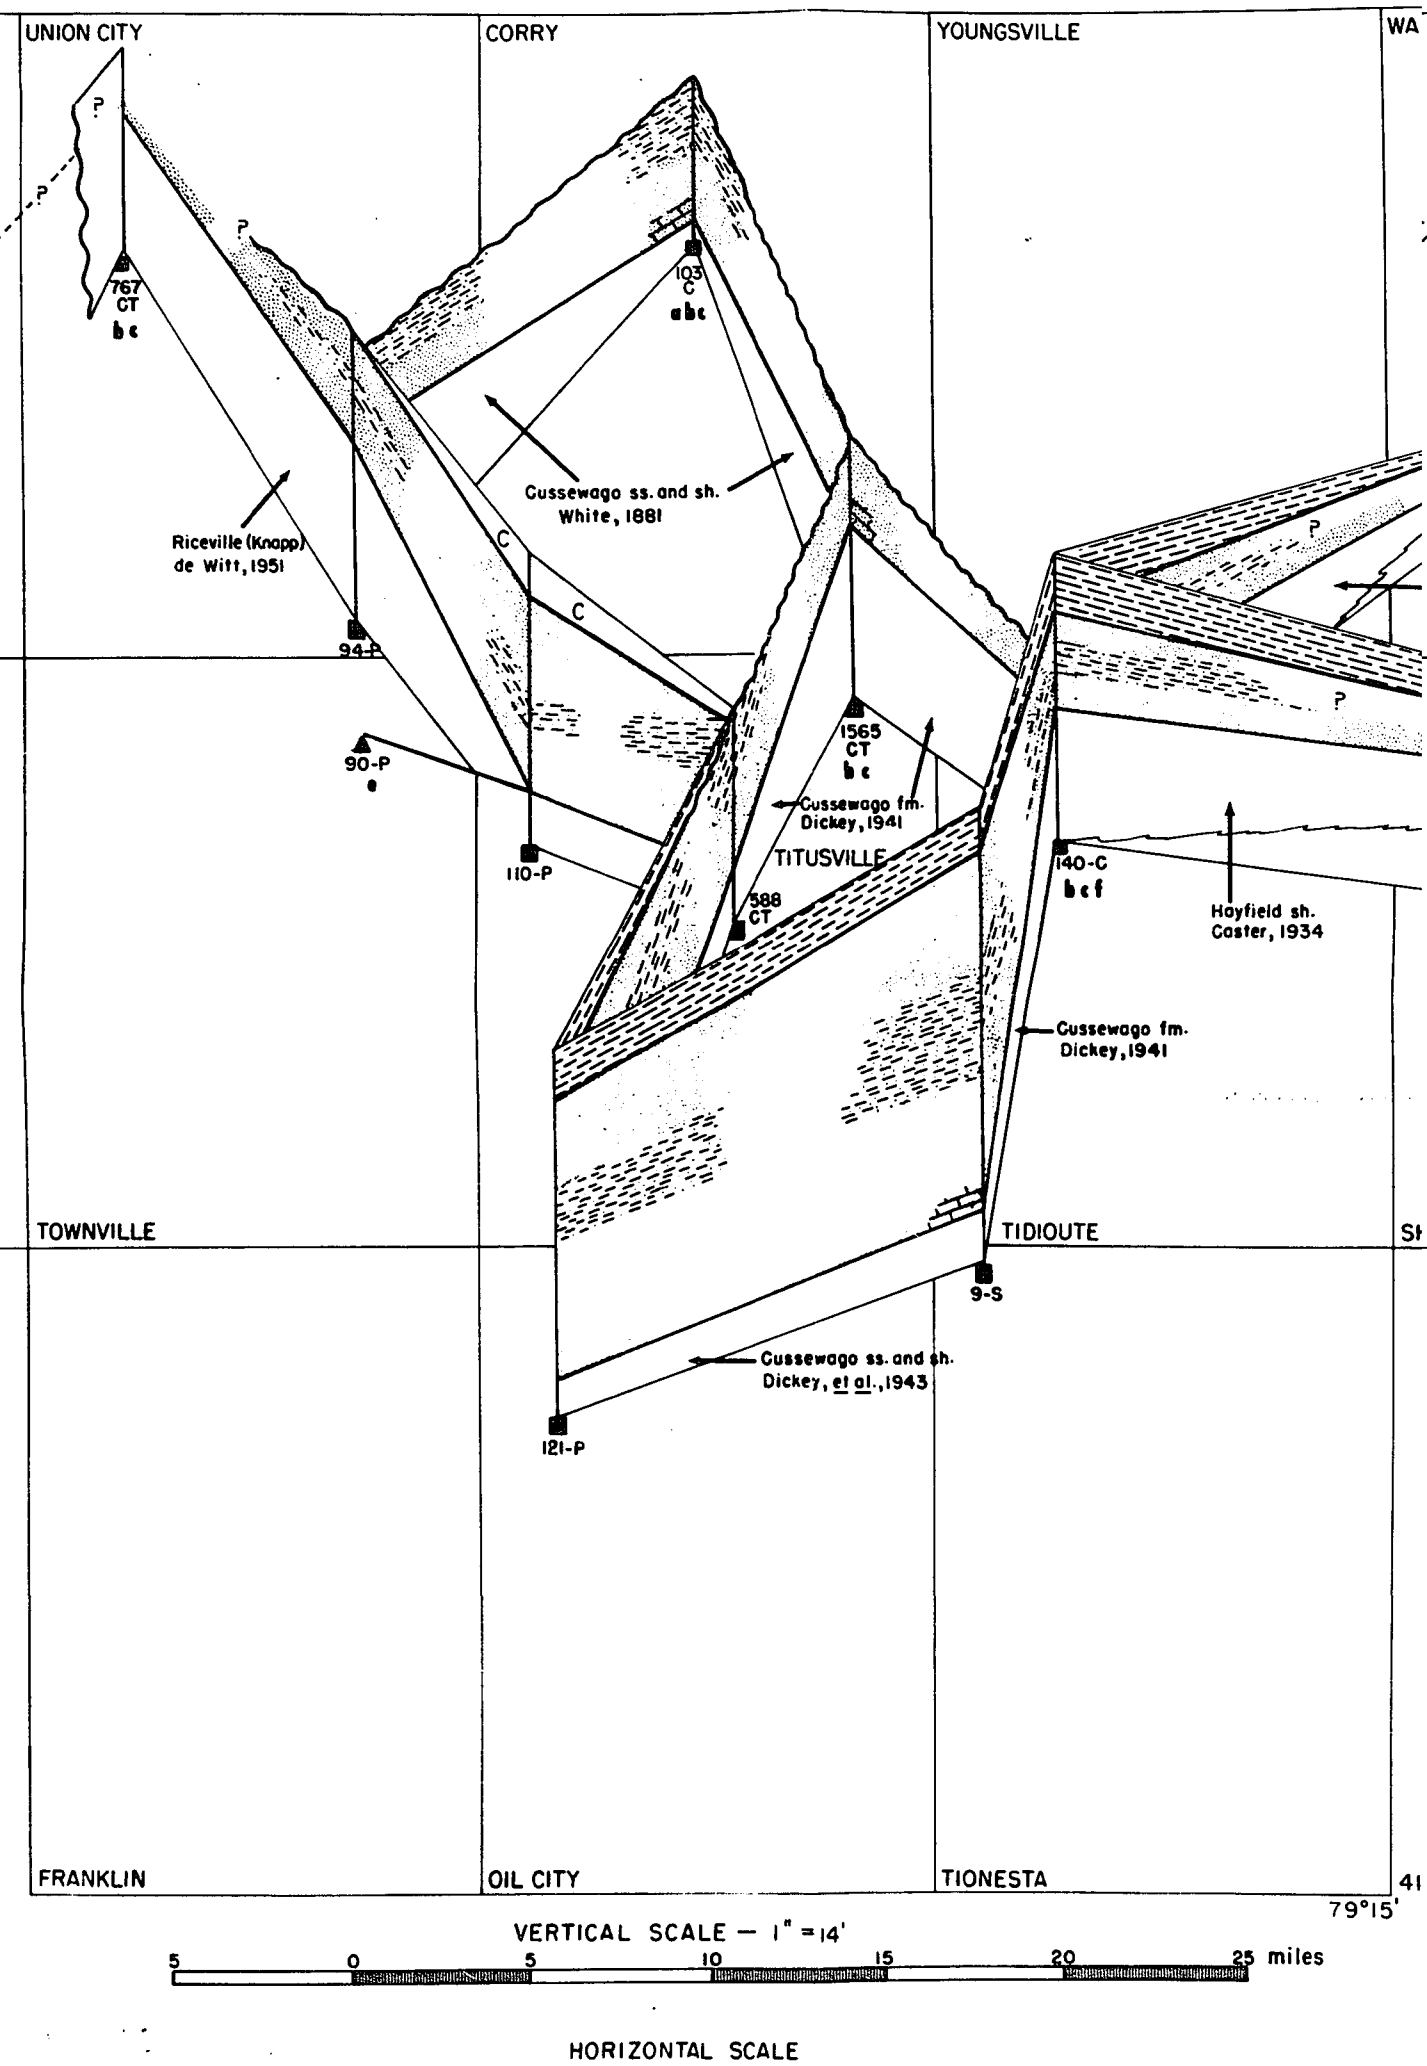 UNION CITY
CORRY
YOUNGSVILLE
WA
?
?
?
767
CT
b c
103
C
a b c
Cussewago ss. and sh.
White, 1881
Riceville (Knapp)
de Witt, 1951
C
C
?
94-P
90-P
e
1565
CT
b c
?
Cussewago fm.
Dickey, 1941
TITUSVILLE
110-P
140-C
b c f
588
CT
Hayfield sh.
Caster, 1934
Cussewago fm.
Dickey, 1941
TOWNVILLE
TIDIOUTE
SH
9-S
Cussewago ss. and sh.
Dickey, et al., 1943
121-P
FRANKLIN
OIL CITY
TIONESTA
41
79°15'
VERTICAL SCALE — 1" = 14'
5 0 5 10 15 20 25 miles
HORIZONTAL SCALE